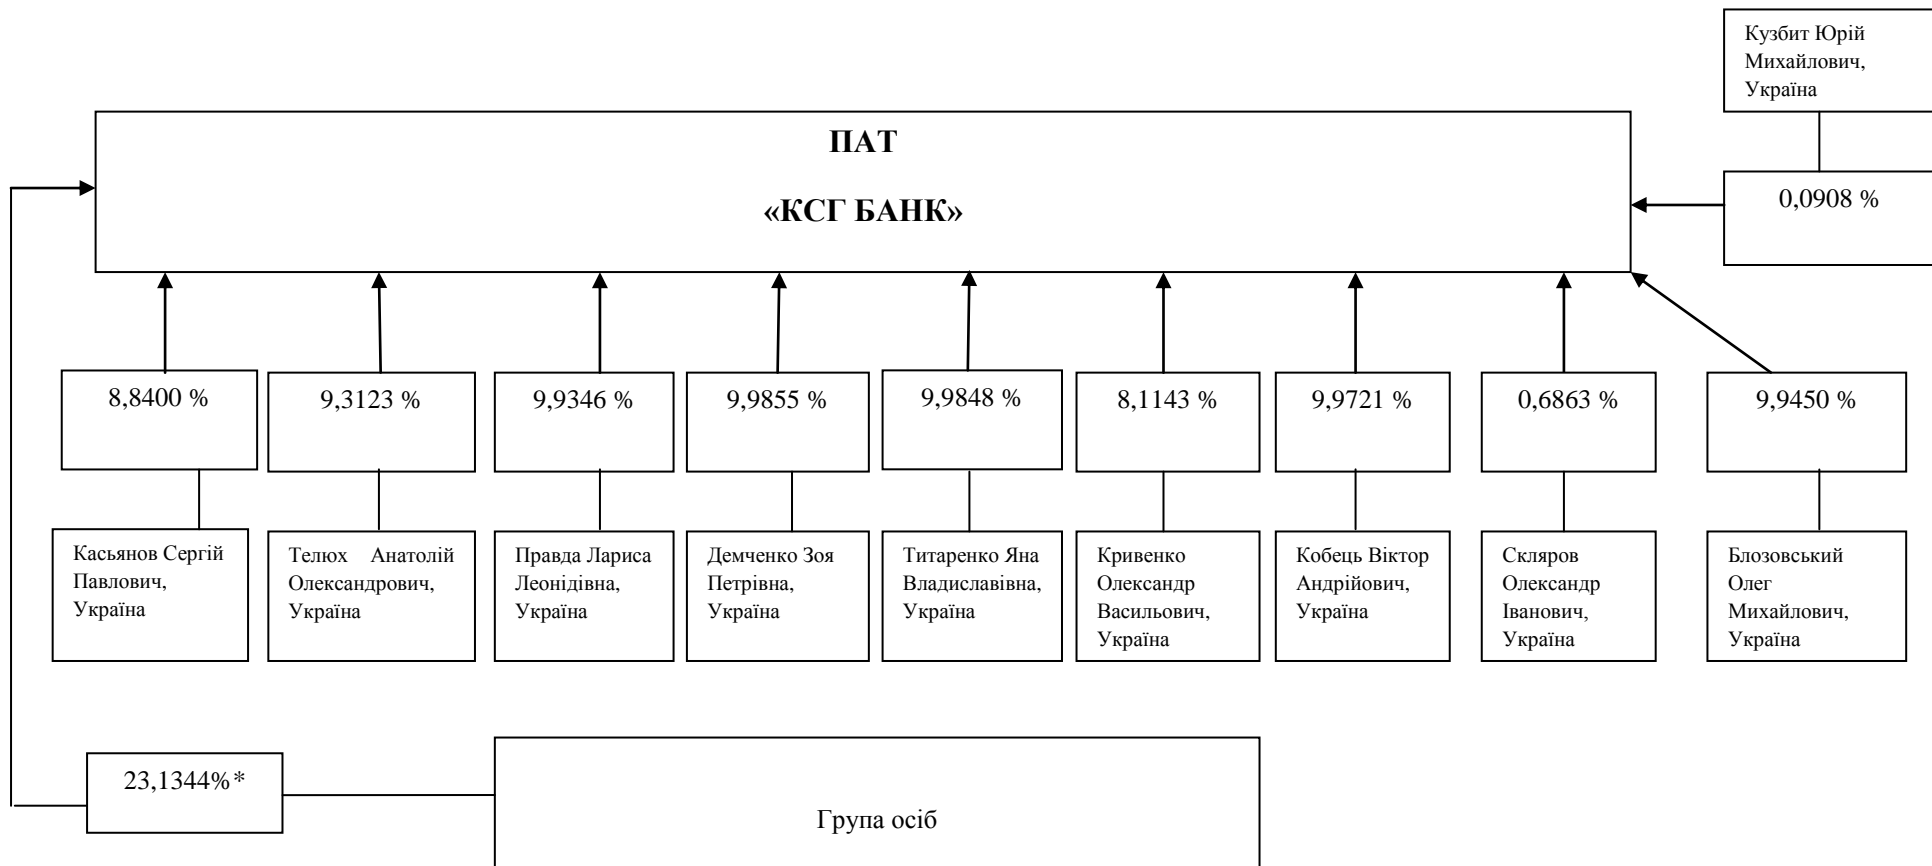 Кузбит Юрій
Михайлович,
Україна
ПАТ
«КСГ БАНК»
0,0908 %
8,8400 %
9,3123 %
9,9346 %
9,9855 %
9,9848 %
8,1143 %
9,9721 %
0,6863 %
9,9450 %
Касьянов Сергій
Павлович,
Україна
Телюх Анатолій
Олександрович,
Україна
Правда Лариса
Леонідівна,
Україна
Демченко Зоя
Петрівна,
Україна
Титаренко Яна
Владиславівна,
Україна
Кривенко
Олександр
Васильович,
Україна
Кобець Віктор
Андрійович,
Україна
Скляров
Олександр
Іванович,
Україна
Блозовський
Олег
Михайлович,
Україна
23,1344%*
Група осіб